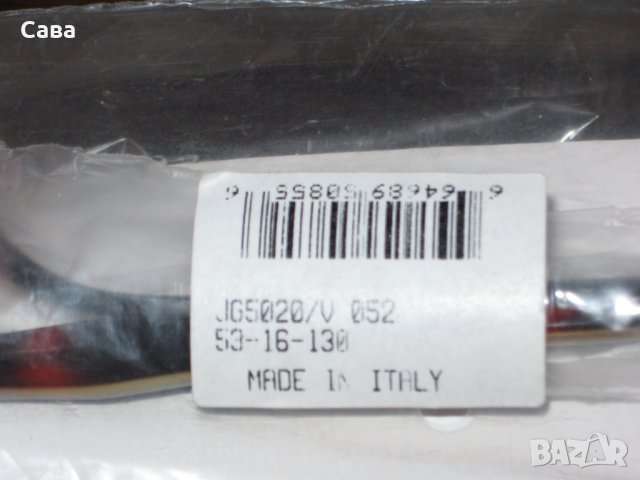 Сава
6 64689 50855 6
JG5020/V 052
53-16-130
MADE IN ITALY
BAZAR